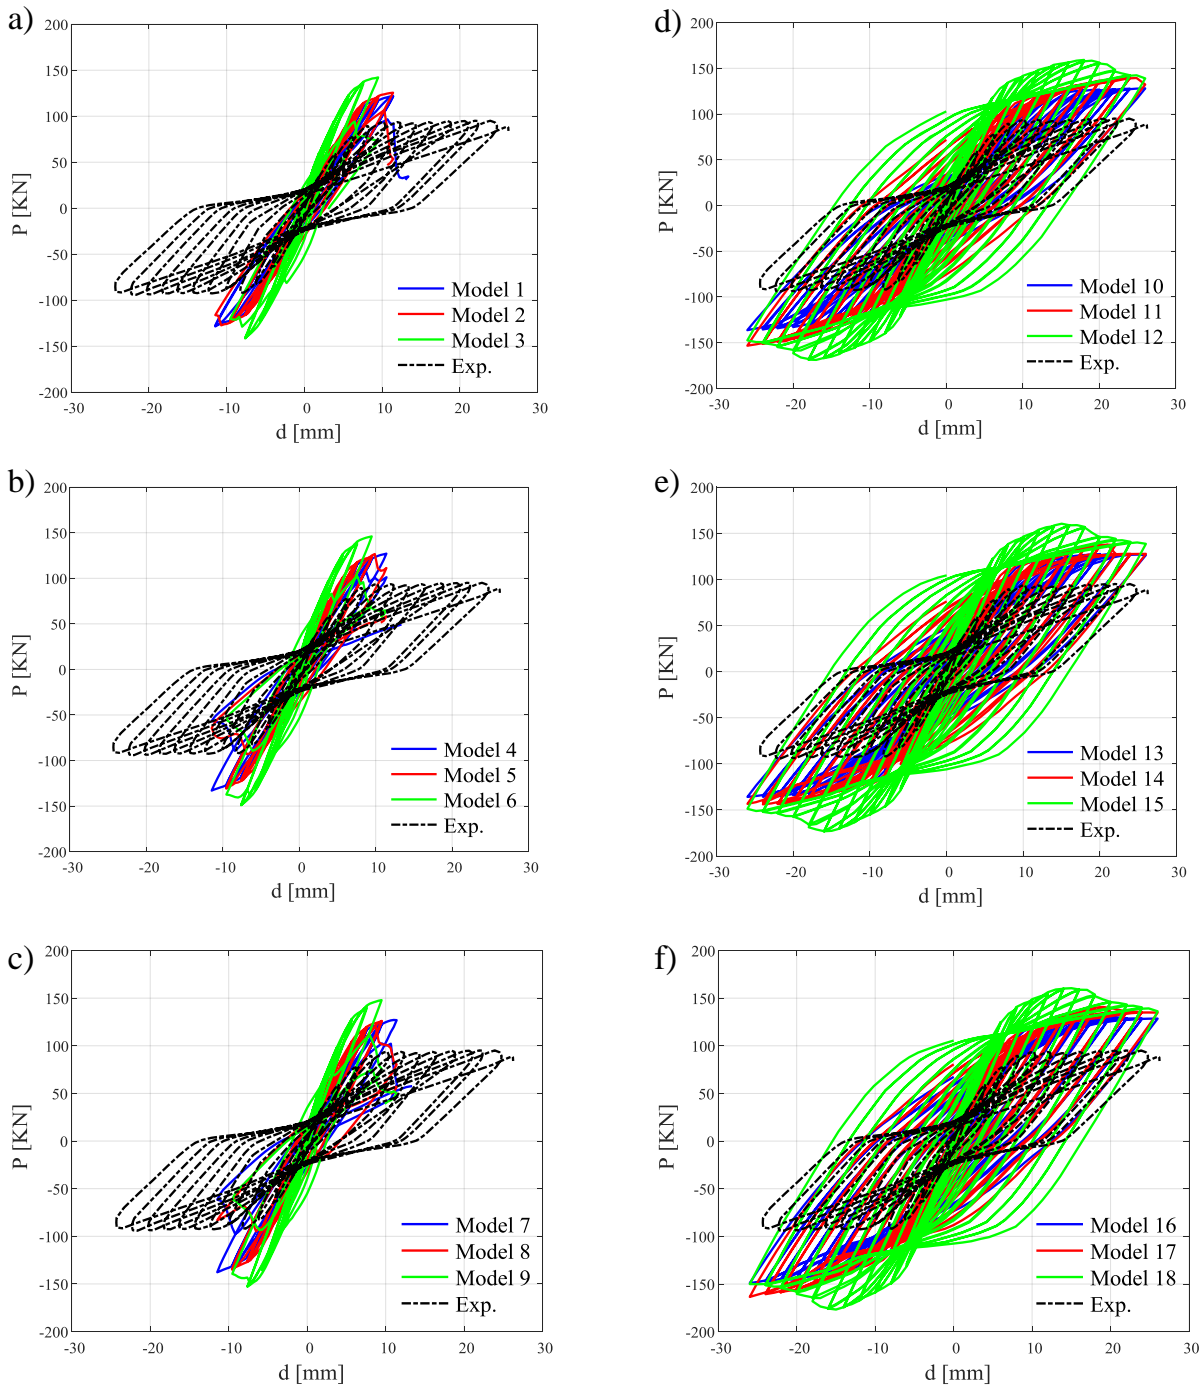 a)
200
150
100
50
0
-50
-100
-150
200
-30
-20
-10
0
10
20
30
P [KN]
d [mm]
Model 1
Model 2
Model 3
Exp.
d)
200
150
100
50
0
-50
-100
-150
-200
-30
-20
-10
0
10
20
30
P [KN]
d [mm]
Model 10
Model 11
Model 12
Exp.
b)
200
150
100
50
0
-50
-100
-150
-200
-30
-20
-10
0
10
20
30
P [KN]
d [mm]
Model 4
Model 5
Model 6
Exp.
e)
200
150
100
50
0
-50
-100
-150
-200
-30
-20
-10
0
10
20
30
P [KN]
d [mm]
Model 13
Model 14
Model 15
Exp.
c)
200
150
100
50
0
-50
-100
-150
-200
-30
-20
-10
0
10
20
30
P [KN]
d [mm]
Model 7
Model 8
Model 9
Exp.
f)
200
150
100
50
0
-50
-100
-150
-200
-30
-20
-10
0
10
20
30
P [KN]
d [mm]
Model 16
Model 17
Model 18
Exp.